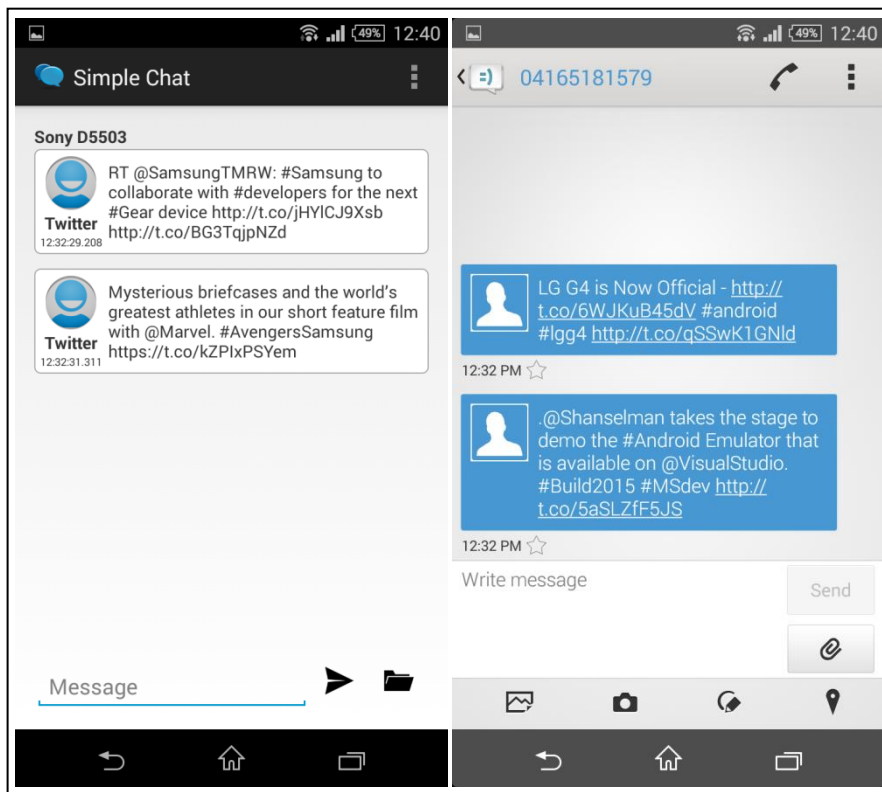 49% 12:40
Simple Chat
Sony D5503
RT @SamsungTMRW: #Samsung to
collaborate with #developers for the next
#Gear device http://t.co/jHYlCJ9Xsb
http://t.co/BG3TqjpNZd
Twitter
12:32:29.208
Mysterious briefcases and the world's
greatest athletes in our short feature film
with @Marvel. #AvengersSamsung
https://t.co/kZPIxPSYem
Twitter
12:32:31.311
Message
49% 12:40
=) 04165181579
LG G4 is Now Official - http://
t.co/6WJKuB45dV #android
#lgg4 http://t.co/qSSwK1GNld
12:32 PM
.@Shanselman takes the stage to
demo the #Android Emulator that
is available on @VisualStudio.
#Build2015 #MSdev http://
t.co/5aSLZfF5JS
12:32 PM
Write message
Send